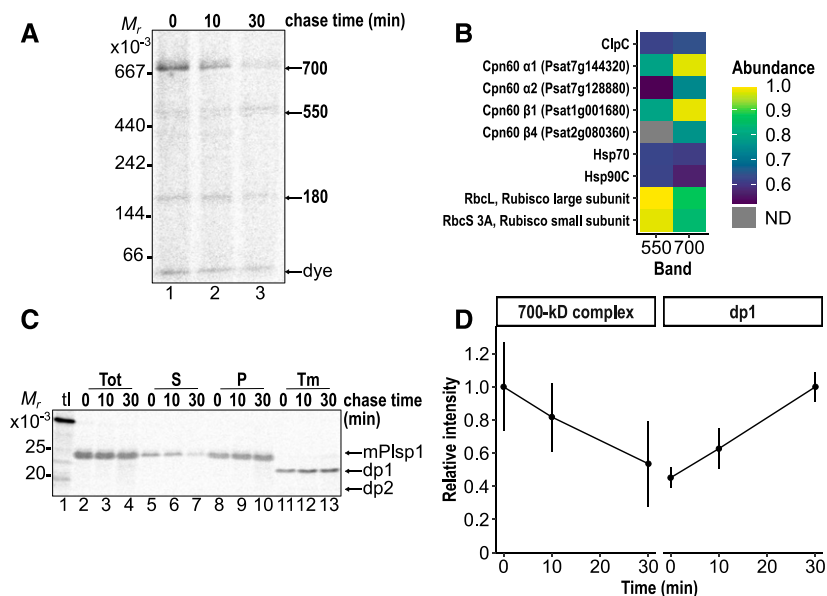 A
Mr
×10⁻³
0 10 30 chase time (min)
667
440
242
144
66
700
550
180
dye
1 2 3
B
ClpC
Cpn60 α1 (Psat7g144320)
Cpn60 α2 (Psat7g128880)
Cpn60 β1 (Psat1g001680)
Cpn60 β4 (Psat2g080360)
Hsp70
Hsp90C
RbcL, Rubisco large subunit
RbcS 3A, Rubisco small subunit
550 700
Band
Abundance
1.0
0.9
0.8
0.7
0.6
ND
C
Tot S P Tm
Mr tl 0 10 30 0 10 30 0 10 30 0 10 30 chase time
×10⁻³ (min)
25
20
mPlsp1
dp1
dp2
1 2 3 4 5 6 7 8 9 10 11 12 13
D
700-kD complex dp1
Relative intensity
1.2
1.0
0.8
0.6
0.4
0.2
0
0 10 20 30 0 10 20 30
Time (min)